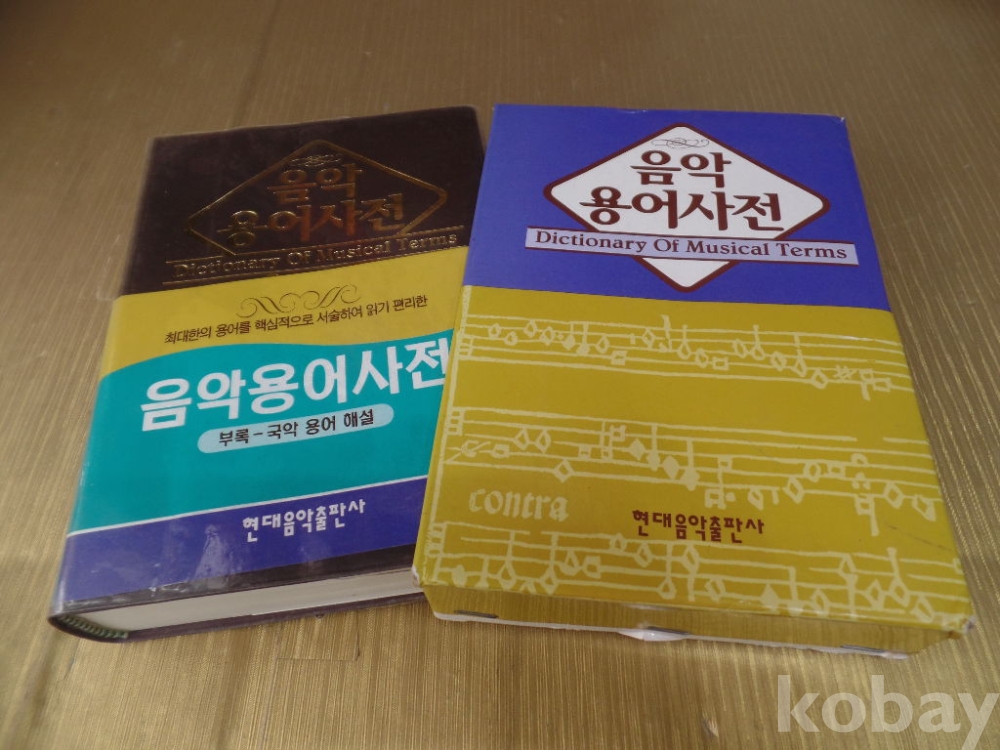 음악
용어사전
Dictionary Of Musical Terms
최대한의 용어를 핵심적으로 서술하여 읽기 편리한
음악용어사전
부록-국악 용어 해설
현대음악출판사
음악
용어사전
Dictionary Of Musical Terms
contra
현대음악출판사
kobay